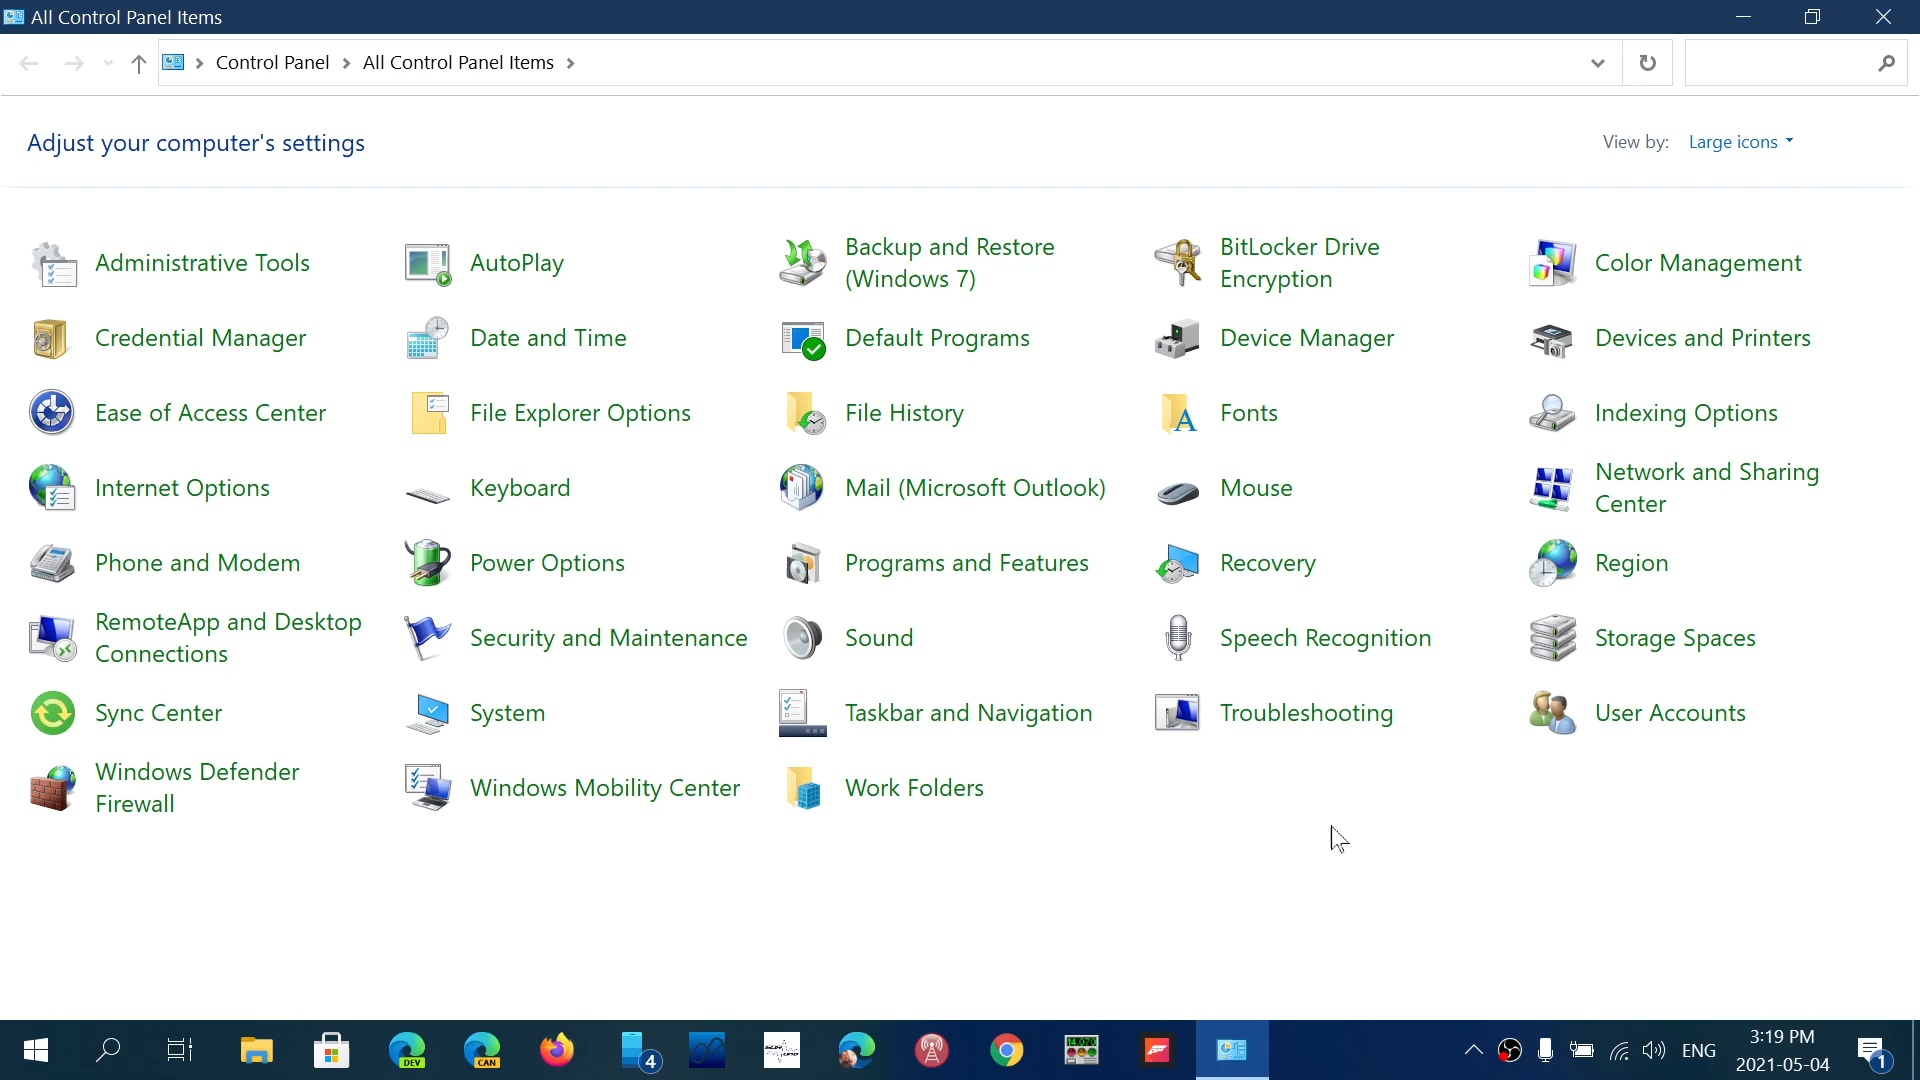 All Control Panel Items
Control Panel
All Control Panel Items
Adjust your computer's settings
View by: Large icons
Administrative Tools
AutoPlay
Backup and Restore
(Windows 7)
BitLocker Drive
Encryption
Color Management
Credential Manager
Date and Time
Default Programs
Device Manager
Devices and Printers
Ease of Access Center
File Explorer Options
File History
Fonts
Indexing Options
Internet Options
Keyboard
Mail (Microsoft Outlook)
Mouse
Network and Sharing
Center
Phone and Modem
Power Options
Programs and Features
Recovery
Region
RemoteApp and Desktop
Connections
Security and Maintenance
Sound
Speech Recognition
Storage Spaces
Sync Center
System
Taskbar and Navigation
Troubleshooting
User Accounts
Windows Defender
Firewall
Windows Mobility Center
Work Folders
DEV
CAN
4
ENG
3:19 PM
2021-05-04
1